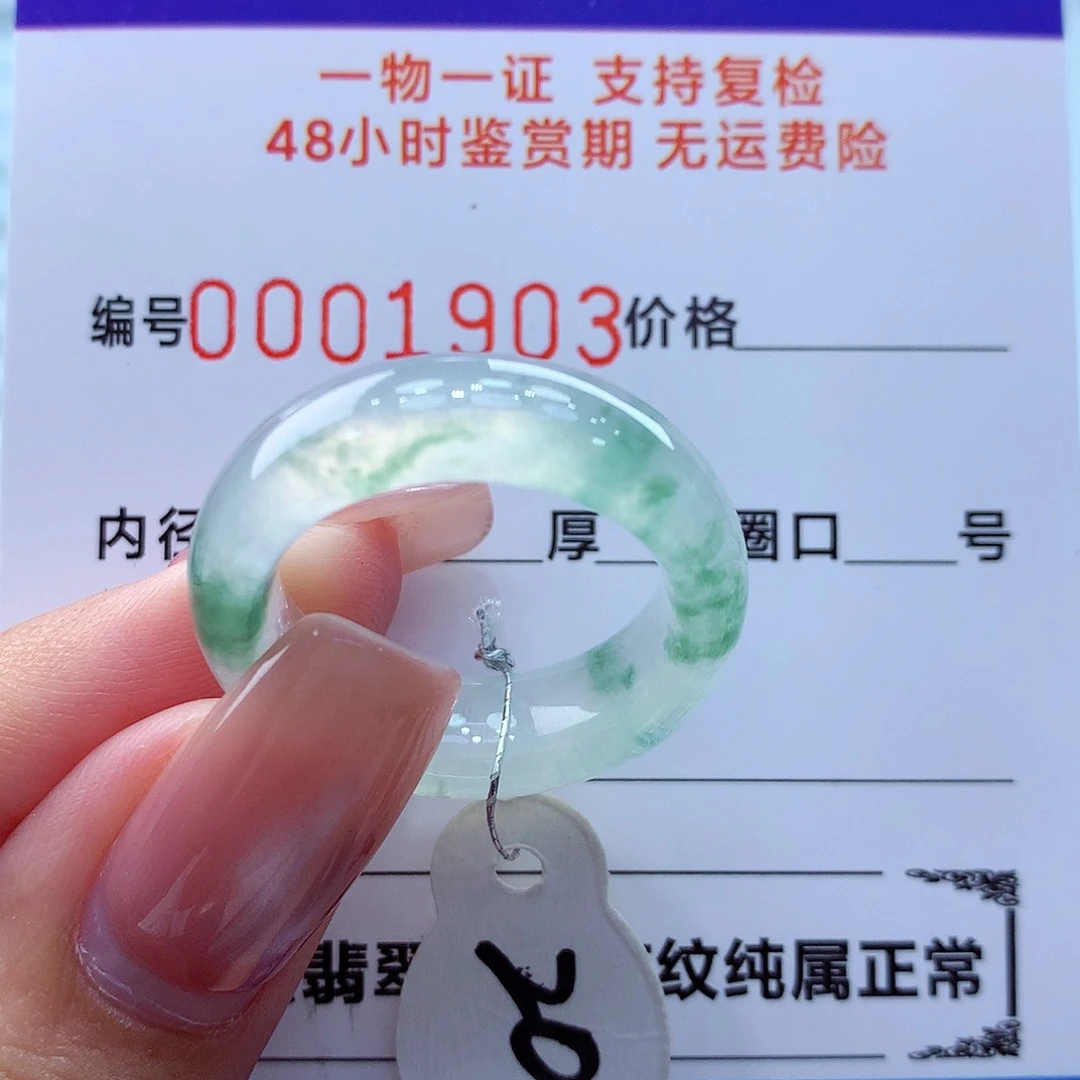 一物一证 支持复检
48小时鉴赏期 无运费险
编号0001903价格
内径 厚 圈口 号
翡翠 纹纯属正常
20